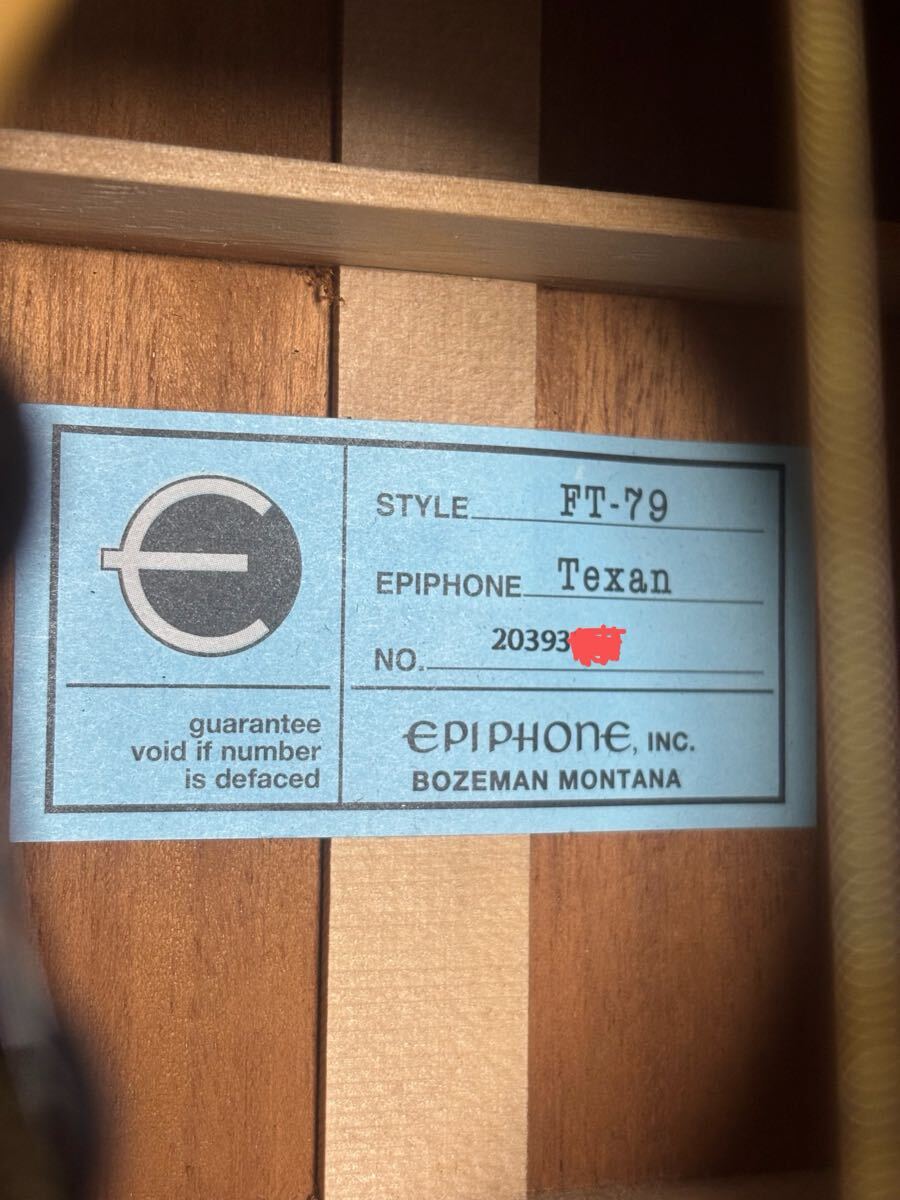 STYLE FT-79
EPIPHONE Texan
NO. 20393
guarantee
void if number
is defaced
EPIPHONE, INC.
BOZEMAN MONTANA